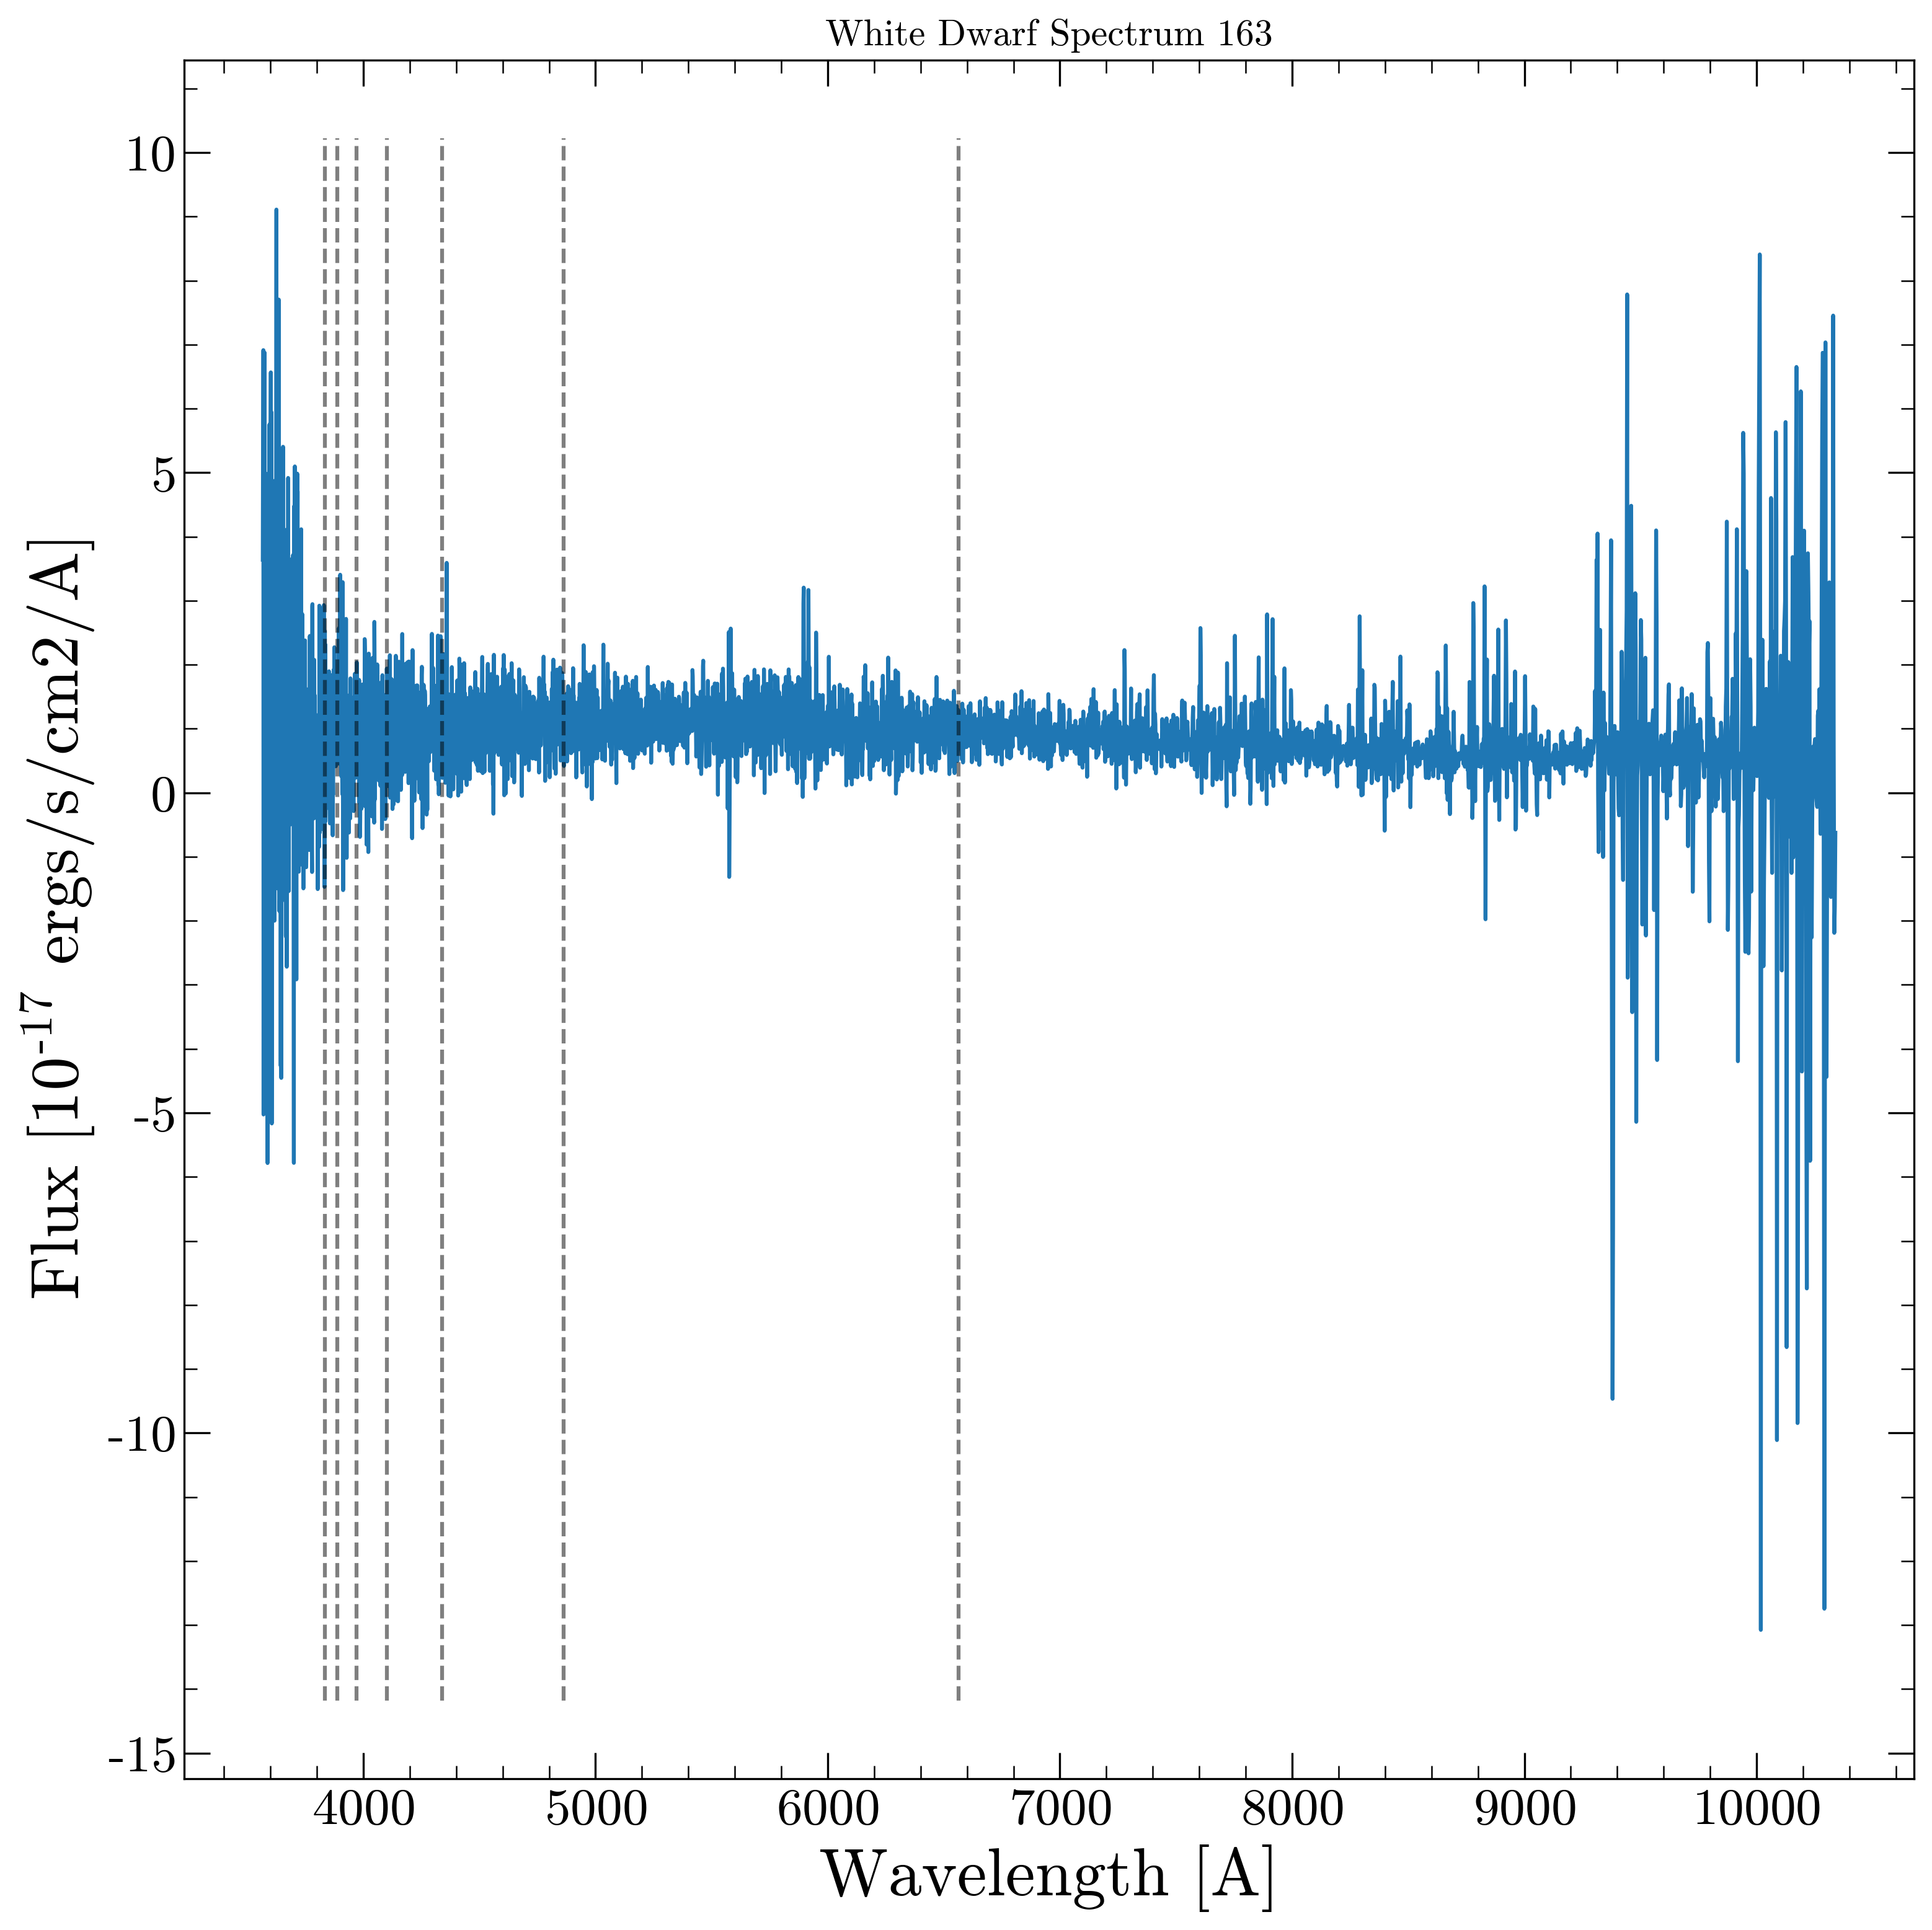 White Dwarf Spectrum 163
10
5
0
-5
-10
-15
Flux [10-17 ergs/s/cm2/A]
4000 5000 6000 7000 8000 9000 10000
Wavelength [A]